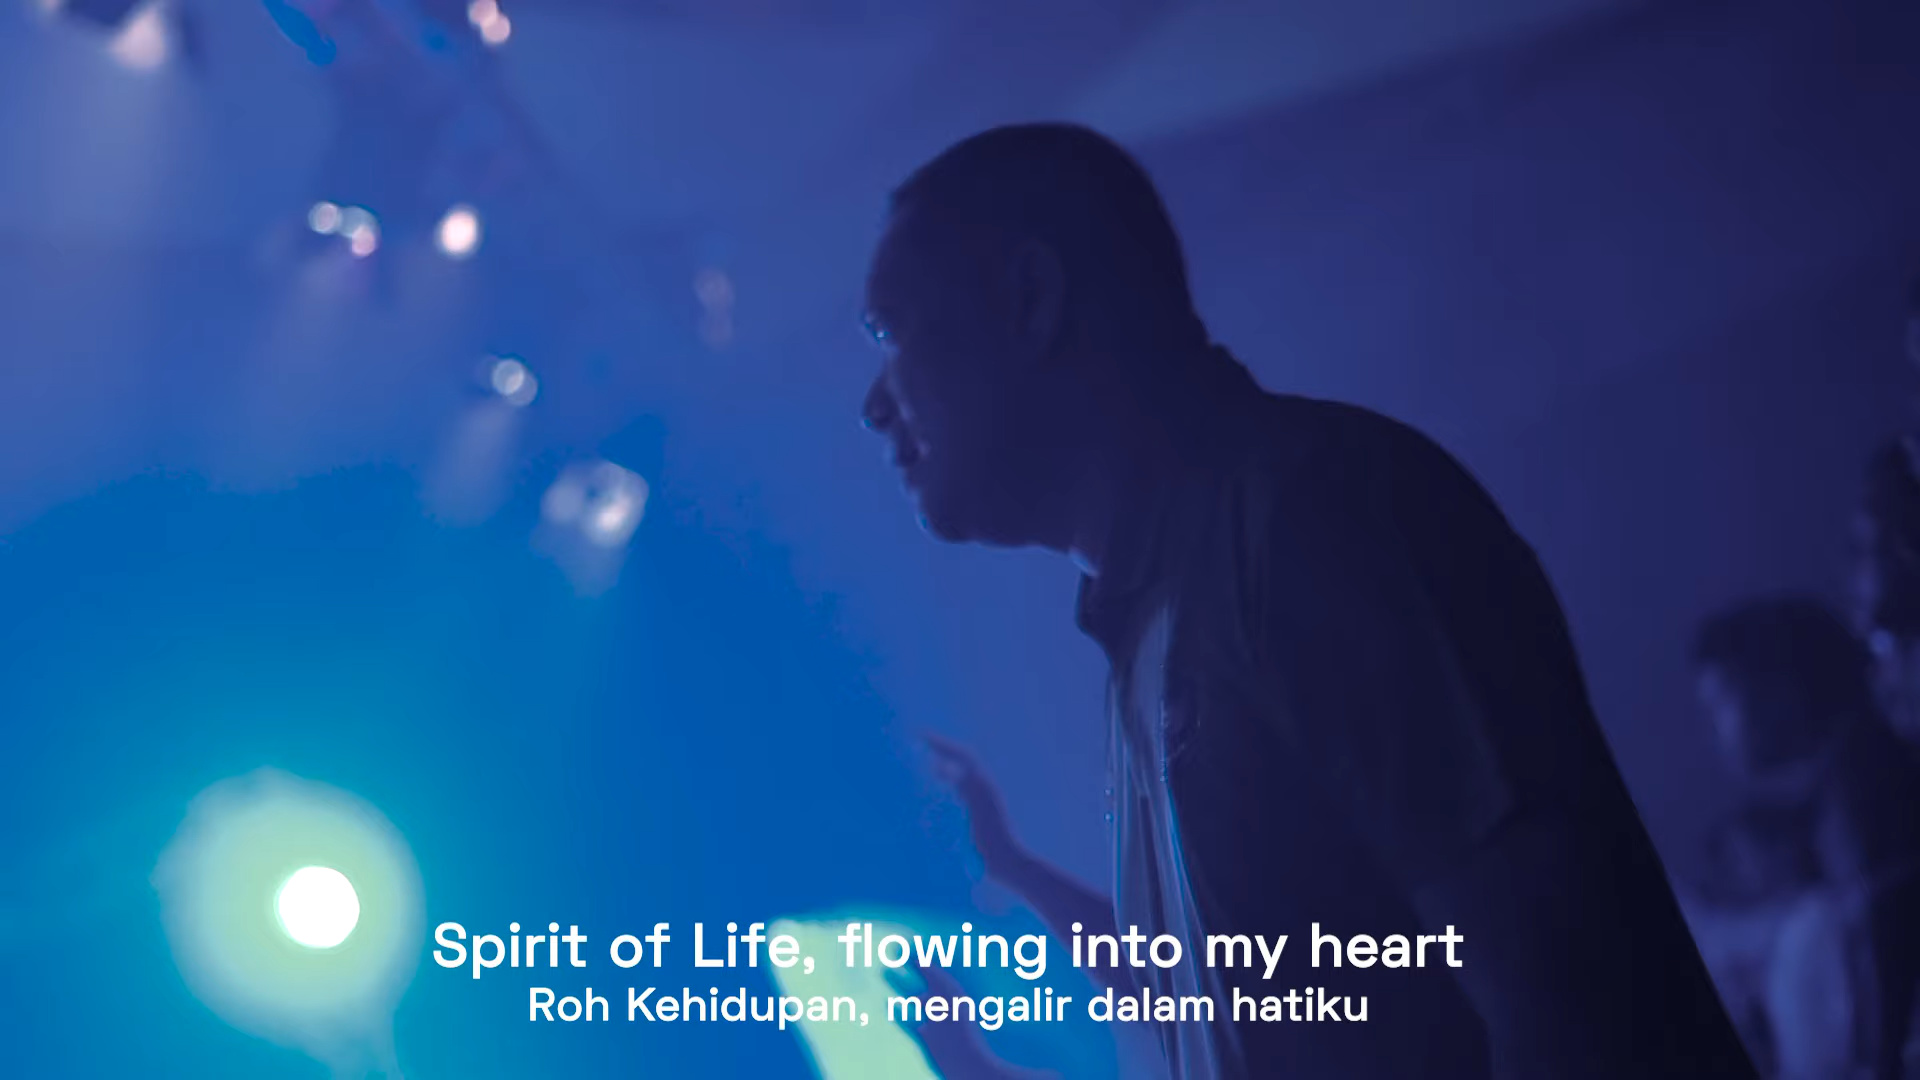 Spirit of Life, flowing into my heart
Roh Kehidupan, mengalir dalam hatiku